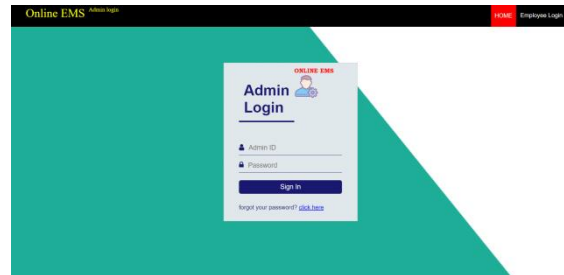 Online EMS Admin login
HOME Employee Login
ONLINE EMS
Admin
Login
Admin ID
Password
Sign In
forgot your password? click here